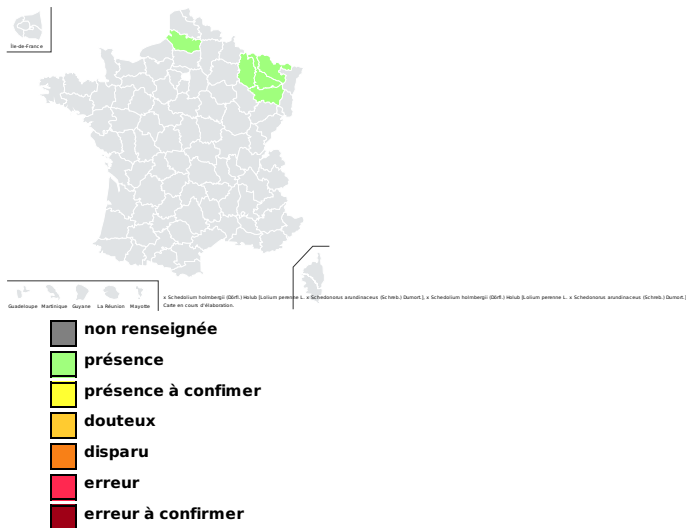 Île-de-France
Guadeloupe Martinique Guyane La Réunion Mayotte
x Schedolium holmbergii (Dörfl.) Holub [Lolium perenne L. x Schedonorus arundinaceus (Schreb.) Dumort.], x Schedolium holmbergii (Dörfl.) Holub [Lolium perenne L. x Schedonorus arundinaceus (Schreb.) Dumort.]
Carte en cours d'élaboration.
non renseignée
présence
présence à confimer
douteux
disparu
erreur
erreur à confirmer